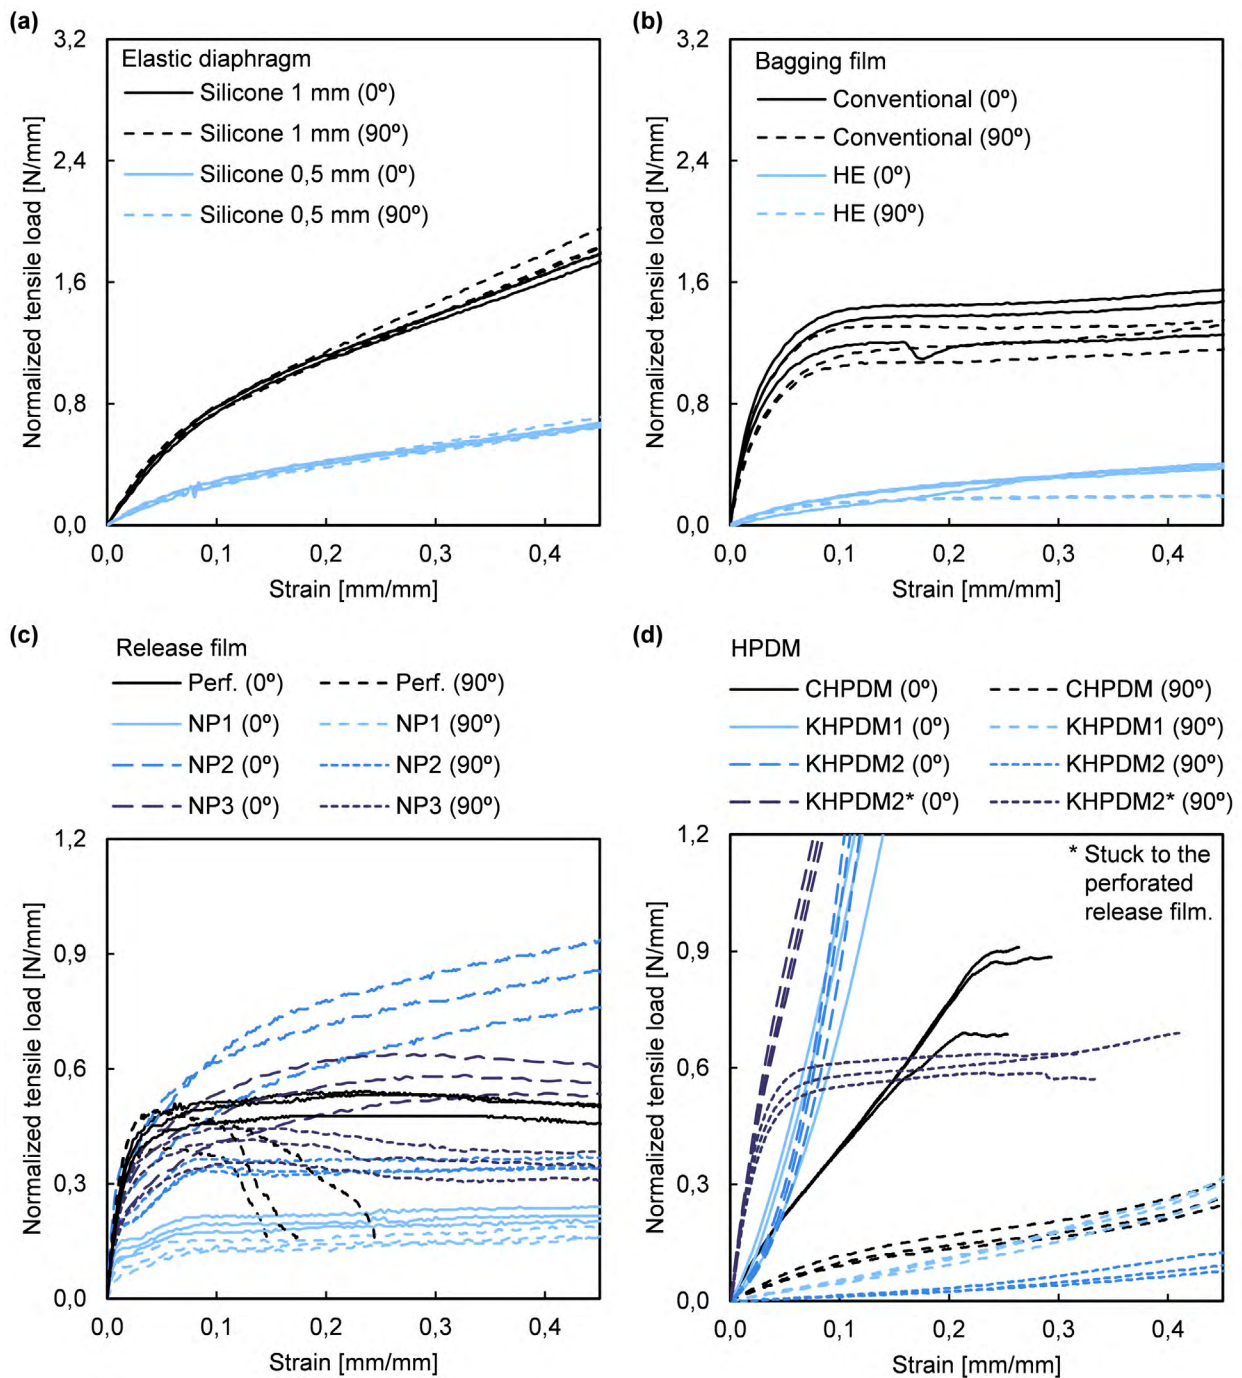 (a)
3,2
2,4
1,6
0,8
0,0
Normalized tensile load [N/mm]
Elastic diaphragm
Silicone 1 mm (0º)
Silicone 1 mm (90º)
Silicone 0,5 mm (0º)
Silicone 0,5 mm (90º)
0,0 0,1 0,2 0,3 0,4
Strain [mm/mm]
(b)
3,2
2,4
1,6
0,8
0,0
Normalized tensile load [N/mm]
Bagging film
Conventional (0º)
Conventional (90º)
HE (0º)
HE (90º)
0,0 0,1 0,2 0,3 0,4
Strain [mm/mm]
(c)
Release film
Perf. (0º) Perf. (90º)
NP1 (0º) NP1 (90º)
NP2 (0º) NP2 (90º)
NP3 (0º) NP3 (90º)
1,2
0,9
0,6
0,3
0,0
Normalized tensile load [N/mm]
0,0 0,1 0,2 0,3 0,4
Strain [mm/mm]
(d)
HPDM
CHPDM (0º) CHPDM (90º)
KHPDM1 (0º) KHPDM1 (90º)
KHPDM2 (0º) KHPDM2 (90º)
KHPDM2* (0º) KHPDM2* (90º)
1,2
0,9
0,6
0,3
0,0
Normalized tensile load [N/mm]
* Stuck to the
perforated
release film.
0,0 0,1 0,2 0,3 0,4
Strain [mm/mm]